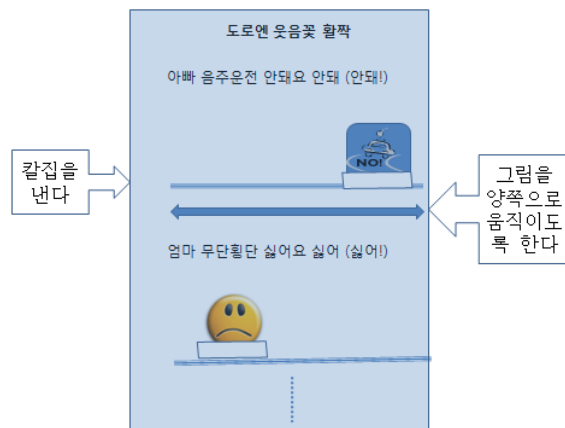 도로엔 웃음꽃 활짝
아빠 음주운전 안돼요 안돼 (안돼!)
NO!
칼집을
낸다
그림을
양쪽으로
움직이도
록 한다
엄마 무단횡단 싫어요 싫어 (싫어!)